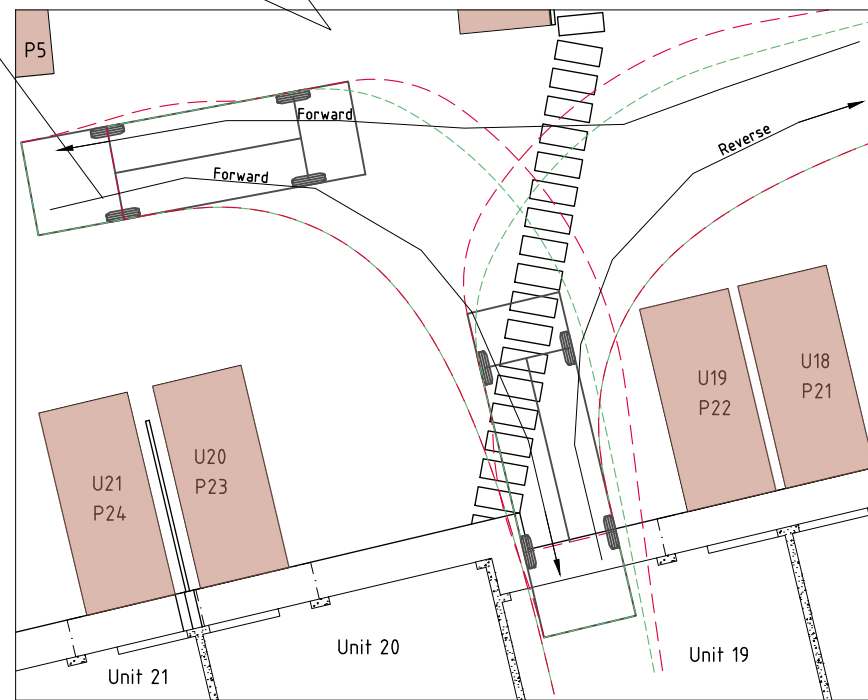 P5
Forward
Forward
Reverse
U19
P22
U18
P21
U21
P24
U20
P23
Unit 21
Unit 20
Unit 19